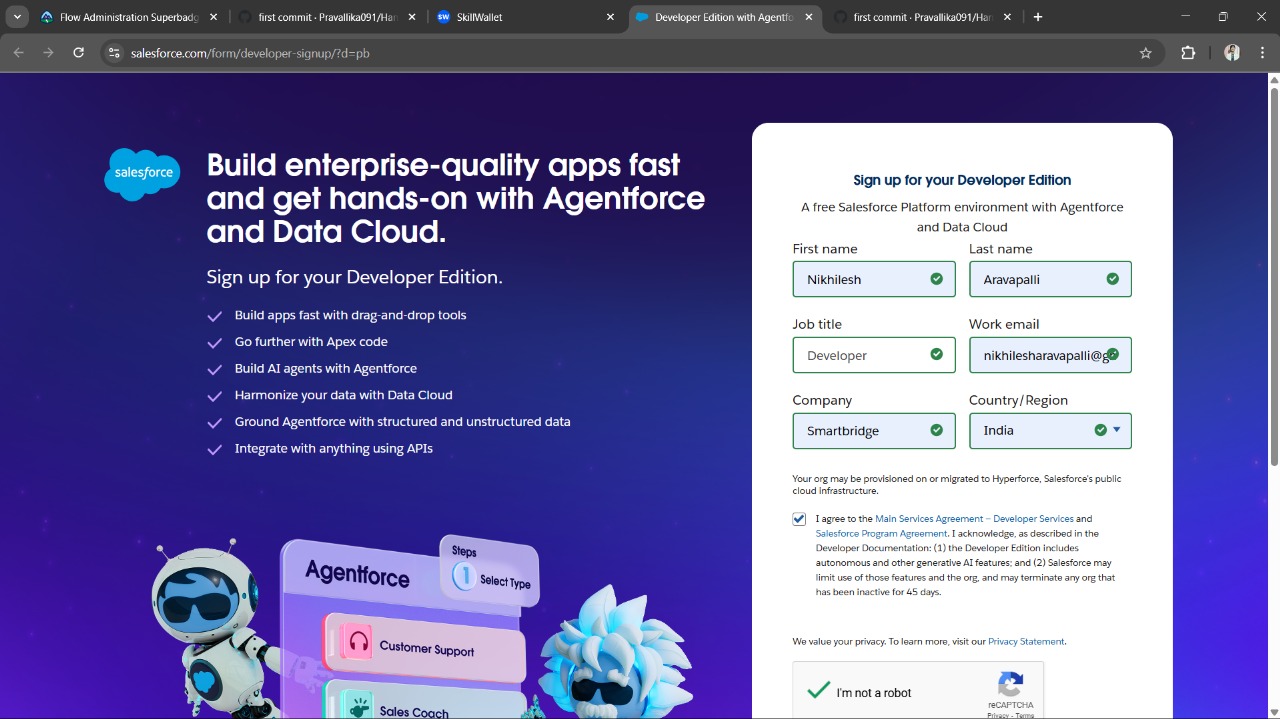 Flow Administration Superbadg
first commit · Pravallika091/Han
SkillWallet
Developer Edition with Agentfo
first commit · Pravallika091/Han
salesforce.com/form/developer-signup/?d=pb
salesforce
Build enterprise-quality apps fast
and get hands-on with Agentforce
and Data Cloud.
Sign up for your Developer Edition.
Build apps fast with drag-and-drop tools
Go further with Apex code
Build AI agents with Agentforce
Harmonize your data with Data Cloud
Ground Agentforce with structured and unstructured data
Integrate with anything using APIs
Agentforce
Steps
1 Select Type
Customer Support
Sales Coach
Sign up for your Developer Edition
A free Salesforce Platform environment with Agentforce
and Data Cloud
First name Last name
Nikhilesh Aravapalli
Job title Work email
Developer nikhilesharavapalli@g
Company Country/Region
Smartbridge India
Your org may be provisioned on or migrated to Hyperforce, Salesforce's public
cloud infrastructure.
I agree to the Main Services Agreement – Developer Services and
Salesforce Program Agreement. I acknowledge, as described in the
Developer Documentation: (1) the Developer Edition includes
autonomous and other generative AI features; and (2) Salesforce may
limit use of those features and the org, and may terminate any org that
has been inactive for 45 days.
We value your privacy. To learn more, visit our Privacy Statement.
I'm not a robot
reCAPTCHA
Privacy - Terms